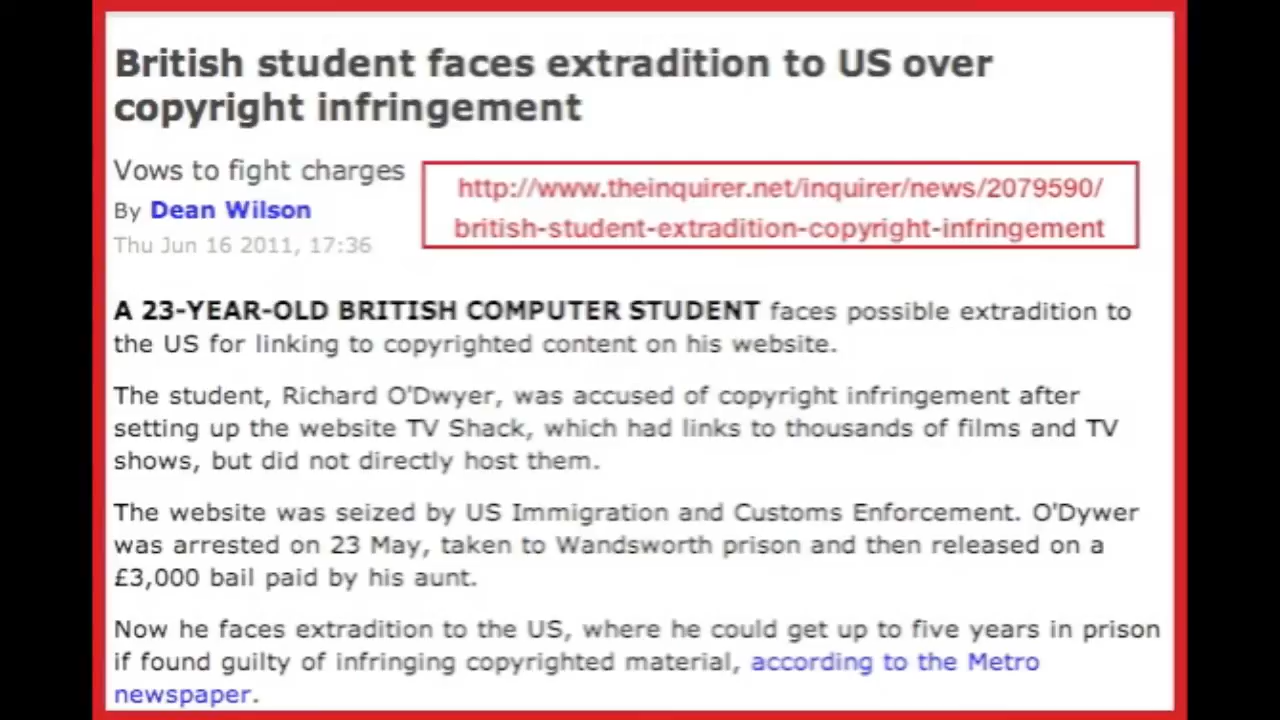 British student faces extradition to US over
copyright infringement
Vows to fight charges
By Dean Wilson
Thu Jun 16 2011, 17:36
http://www.theinquirer.net/inquirer/news/2079590/
british-student-extradition-copyright-infringement
A 23-YEAR-OLD BRITISH COMPUTER STUDENT faces possible extradition to
the US for linking to copyrighted content on his website.
The student, Richard O'Dwyer, was accused of copyright infringement after
setting up the website TV Shack, which had links to thousands of films and TV
shows, but did not directly host them.
The website was seized by US Immigration and Customs Enforcement. O'Dywer
was arrested on 23 May, taken to Wandsworth prison and then released on a
£3,000 bail paid by his aunt.
Now he faces extradition to the US, where he could get up to five years in prison
if found guilty of infringing copyrighted material, according to the Metro
newspaper.